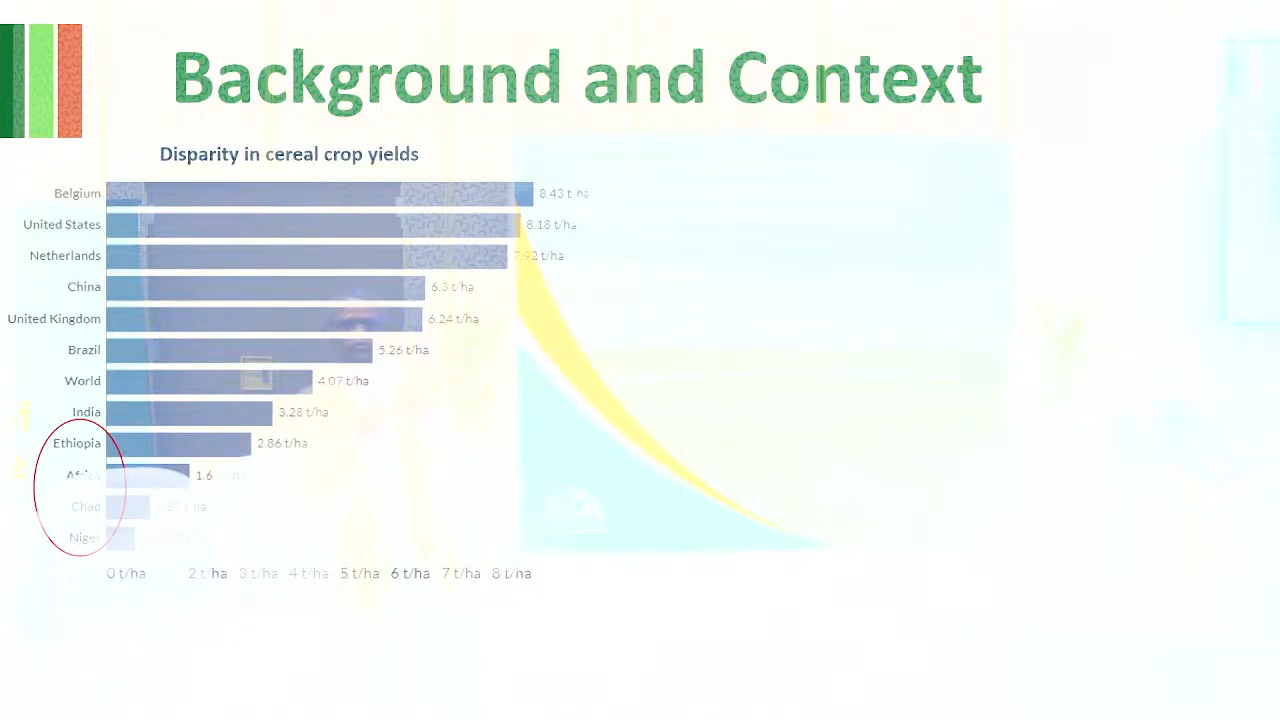 Background and Context
Disparity in cereal crop yields
Belgium 8.43 t/ha
United States 8.18 t/ha
Netherlands 7.92 t/ha
China 6.3 t/ha
United Kingdom 6.24 t/ha
Brazil 5.26 t/ha
World 4.07 t/ha
India 3.28 t/ha
Ethiopia 2.86 t/ha
Africa
Chad
Niger
0 t/ha 2 t/ha 3 t/ha 4 t/ha 5 t/ha 6 t/ha 7 t/ha 8 t/ha